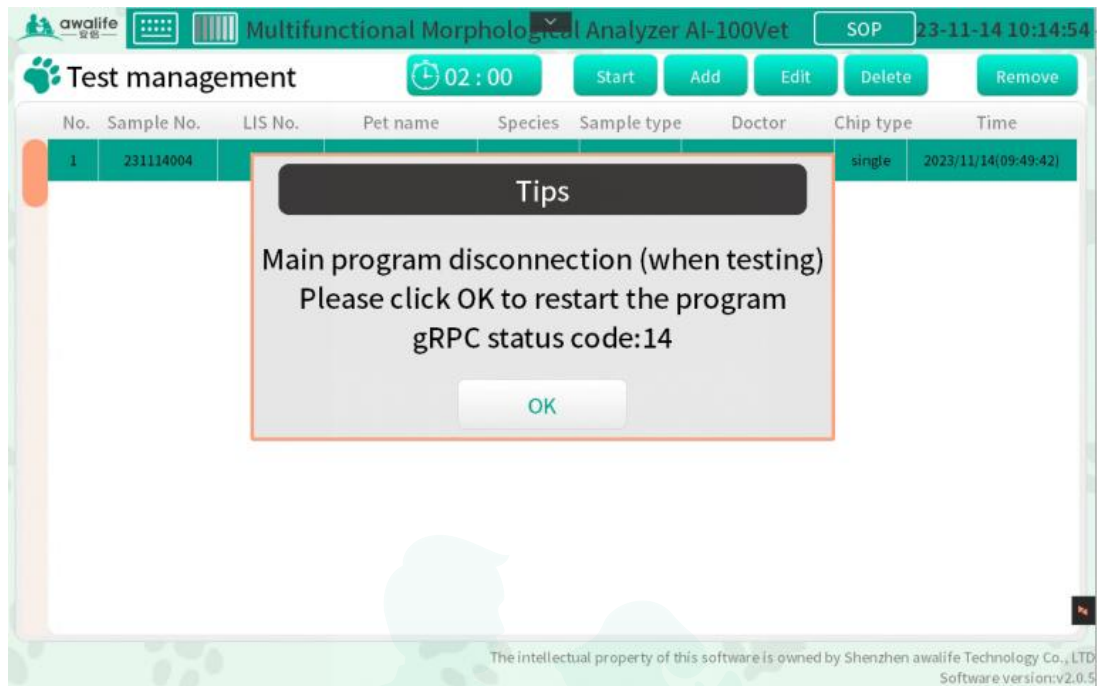 awalife
安侣
Multifunctional Morphological Analyzer AI-100Vet
SOP
23-11-14 10:14:54
Test management
02 : 00
Start
Add
Edit
Delete
Remove
No. Sample No. LIS No. Pet name Species Sample type Doctor Chip type Time
1 231114004 single 2023/11/14(09:49:42)
Tips
Main program disconnection (when testing)
Please click OK to restart the program
gRPC status code:14
OK
The intellectual property of this software is owned by Shenzhen awalife Technology Co., LTD
Software version:v2.0.5